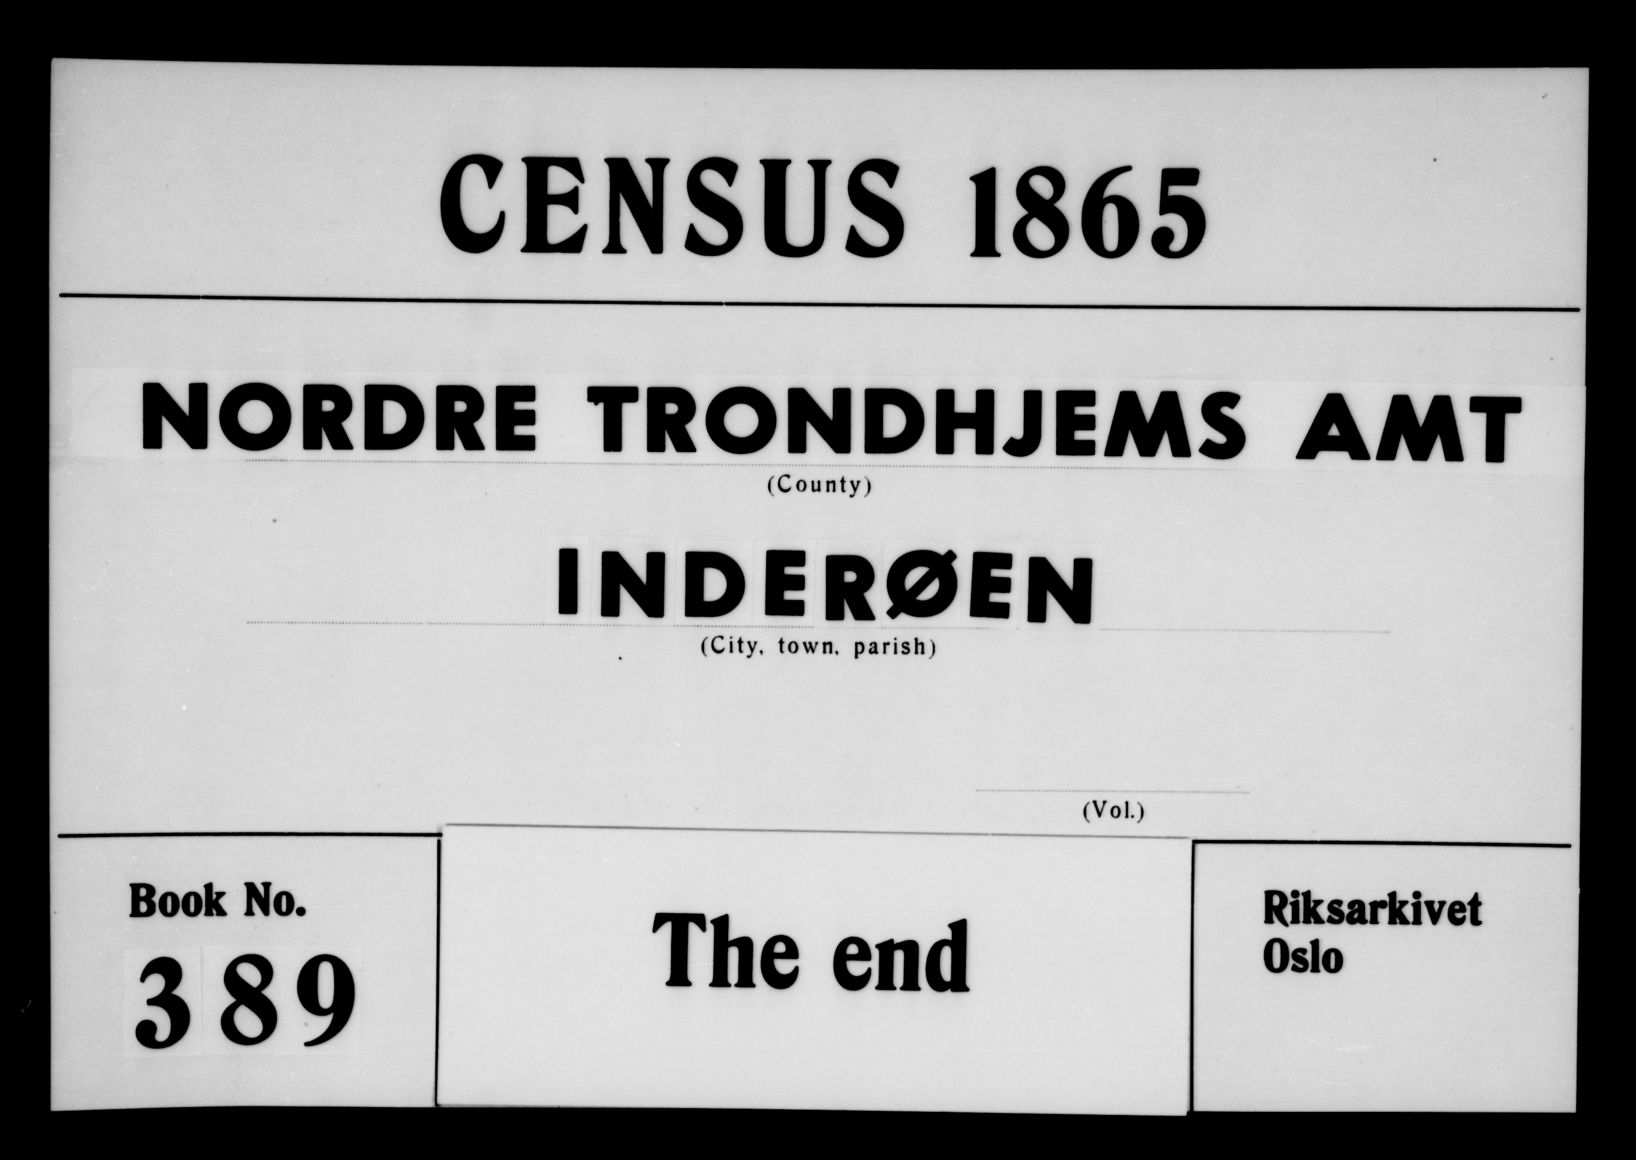 CENSUS 1865
NORDRE TRONDHJEMS AMT
(County)
INDERØEN
(City, town, parish)
(Vol.)
Book No.
389
The end
Riksarkivet
Oslo